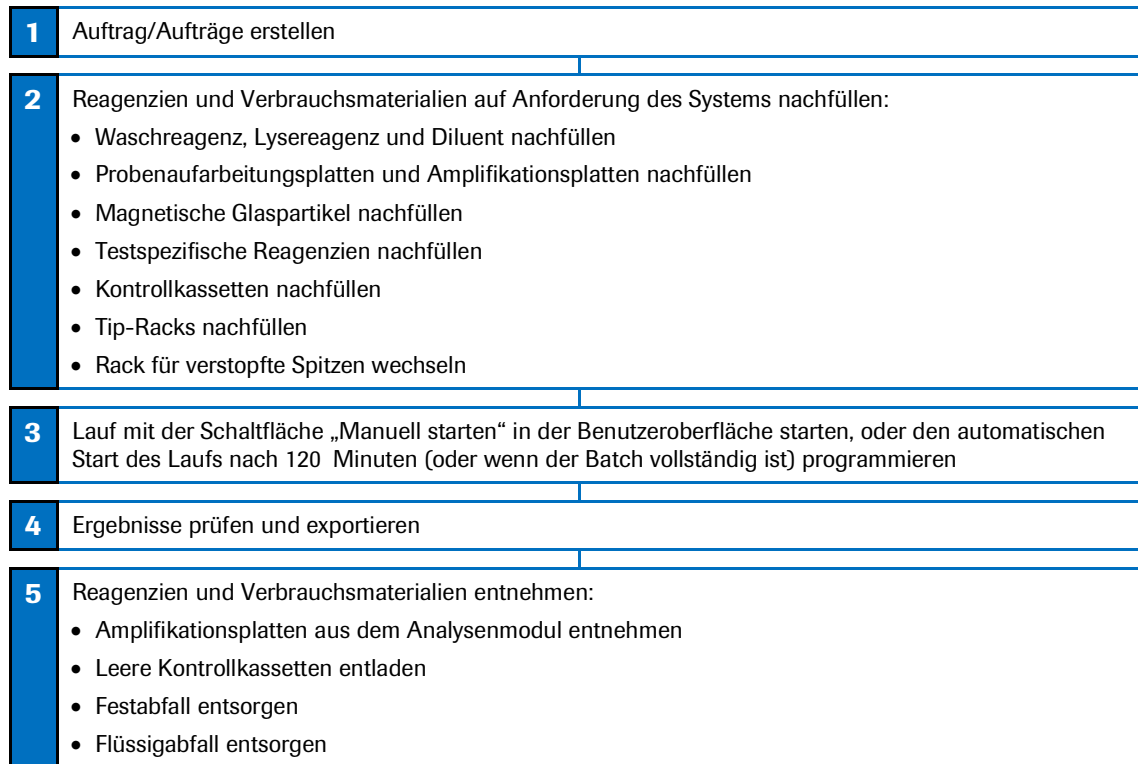 1 Auftrag/Aufträge erstellen
2 Reagenzien und Verbrauchsmaterialien auf Anforderung des Systems nachfüllen:
• Waschreagenz, Lysereagenz und Diluent nachfüllen
• Probenaufarbeitungsplatten und Amplifikationsplatten nachfüllen
• Magnetische Glaspartikel nachfüllen
• Testspezifische Reagenzien nachfüllen
• Kontrollkassetten nachfüllen
• Tip-Racks nachfüllen
• Rack für verstopfte Spitzen wechseln
3 Lauf mit der Schaltfläche „Manuell starten“ in der Benutzeroberfläche starten, oder den automatischen
Start des Laufs nach 120 Minuten (oder wenn der Batch vollständig ist) programmieren
4 Ergebnisse prüfen und exportieren
5 Reagenzien und Verbrauchsmaterialien entnehmen:
• Amplifikationsplatten aus dem Analysenmodul entnehmen
• Leere Kontrollkassetten entladen
• Festabfall entsorgen
• Flüssigabfall entsorgen